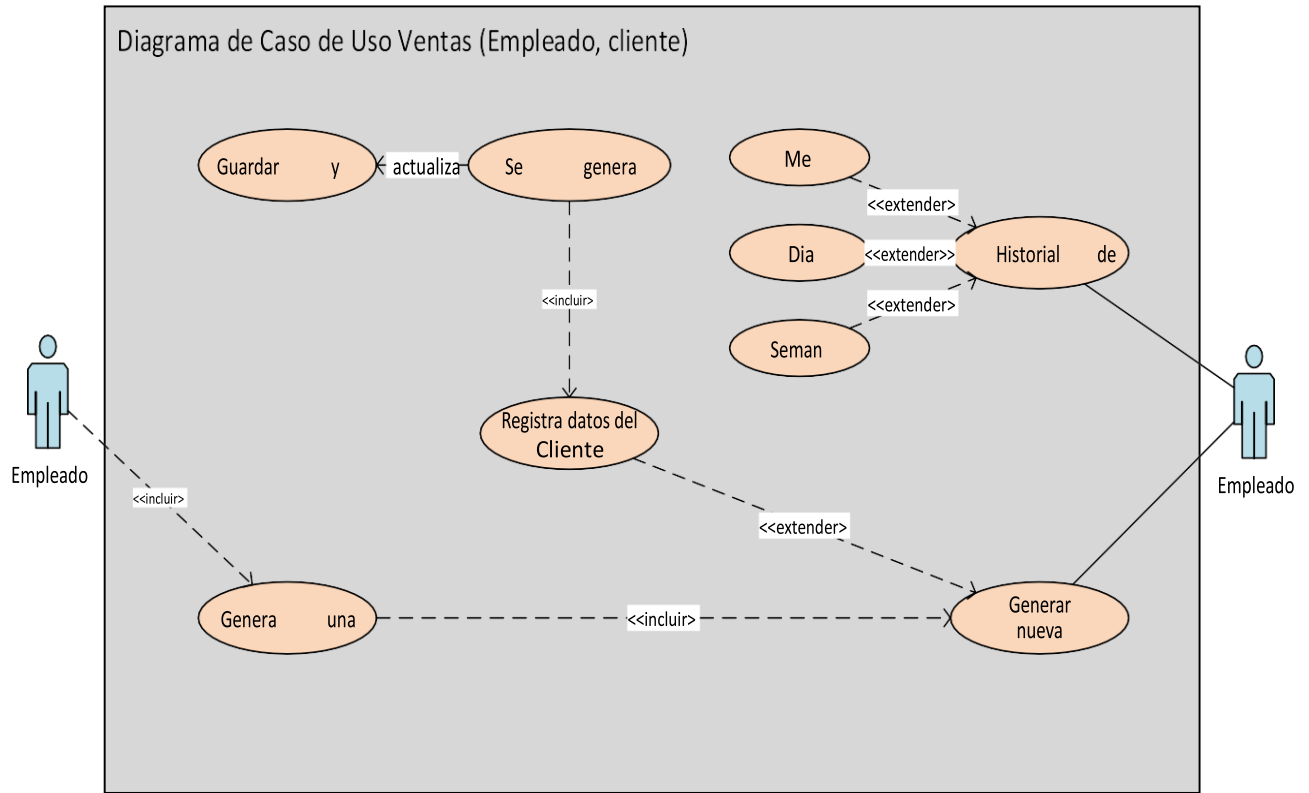 Diagrama de Caso de Uso Ventas (Empleado, cliente)
Guardar y
actualiza
Se genera
Me
<<extender>
Dia
<<extender>>
Historial de
<<extender>
Seman
<<incluir>
Registra datos del
Cliente
Empleado
Empleado
<<incluir>
<<extender>
Genera una
<<incluir>
Generar
nueva